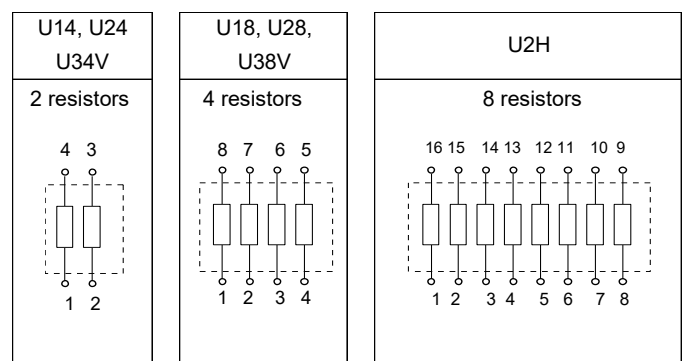 U14, U24
U34V
2 resistors
4 3
1 2
U18, U28,
U38V
4 resistors
8 7 6 5
1 2 3 4
U2H
8 resistors
16 15 14 13 12 11 10 9
1 2 3 4 5 6 7 8